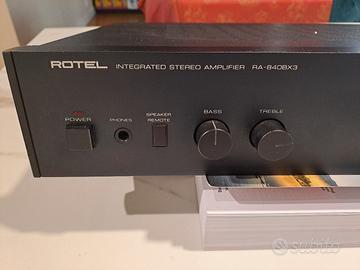 ROTEL INTEGRATED STEREO AMPLIFIER RA-840BX3
POWER PHONES SPEAKER REMOTE BASS TREBLE
subito